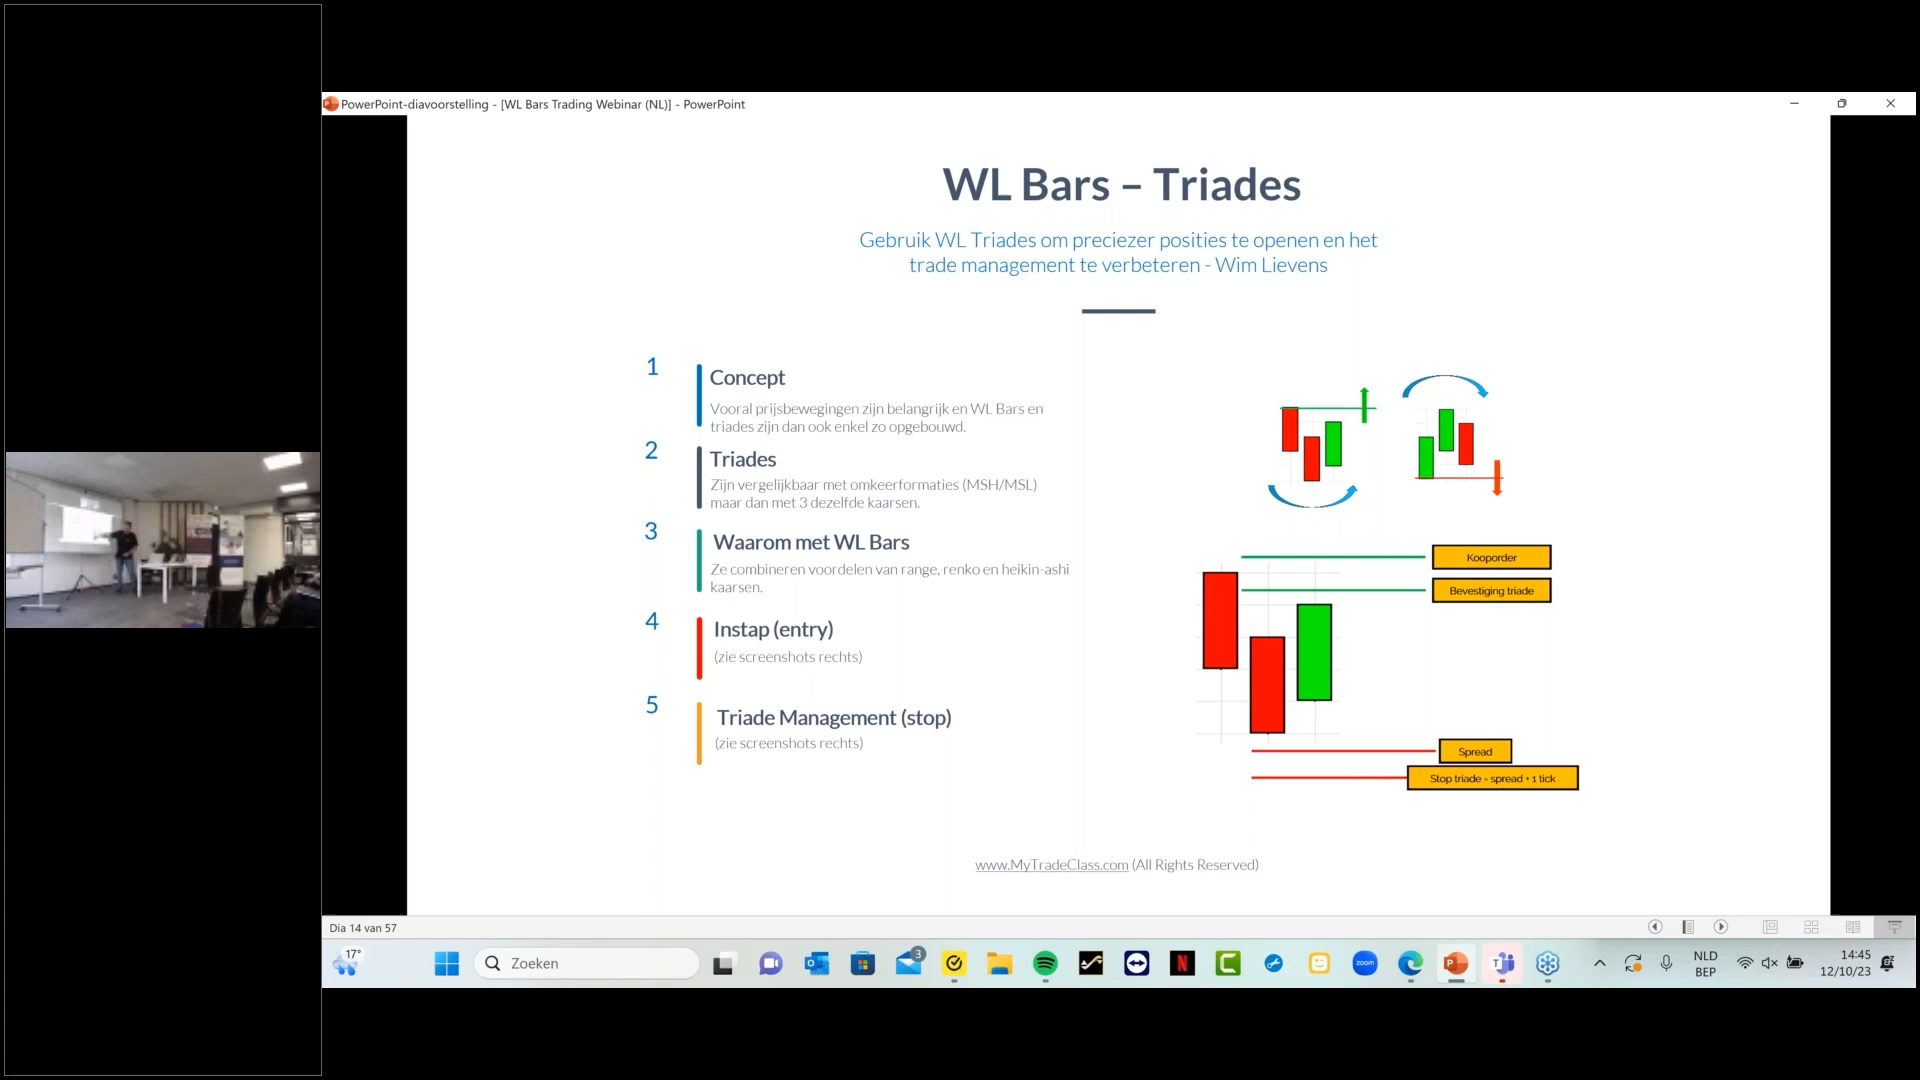 PowerPoint-diavoorstelling - [WL Bars Trading Webinar (NL)] - PowerPoint
WL Bars – Triades
Gebruik WL Triades om preciezer posities te openen en het
trade management te verbeteren - Wim Lievens
1
Concept
Vooral prijsbewegingen zijn belangrijk en WL Bars en
triades zijn dan ook enkel zo opgebouwd.
2
Triades
Zijn vergelijkbaar met omkeerformaties (MSH/MSL)
maar dan met 3 dezelfde kaarsen.
3
Waarom met WL Bars
Ze combineren voordelen van range, renko en heikin-ashi
kaarsen.
4
Instap (entry)
(zie screenshots rechts)
5
Triade Management (stop)
(zie screenshots rechts)
Kooporder
Bevestiging triade
Spread
Stop triade = spread + 1 tick
www.MyTradeClass.com (All Rights Reserved)
Dia 14 van 57
17°
Zoeken
3
zoom
NLD
BEP
14:45
12/10/23